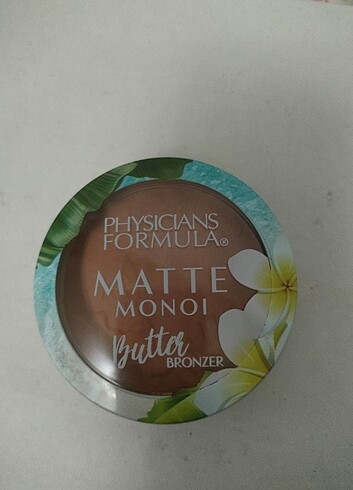 PHYSICIANS
FORMULA®
MATTE
MONOI
Butter
BRONZER